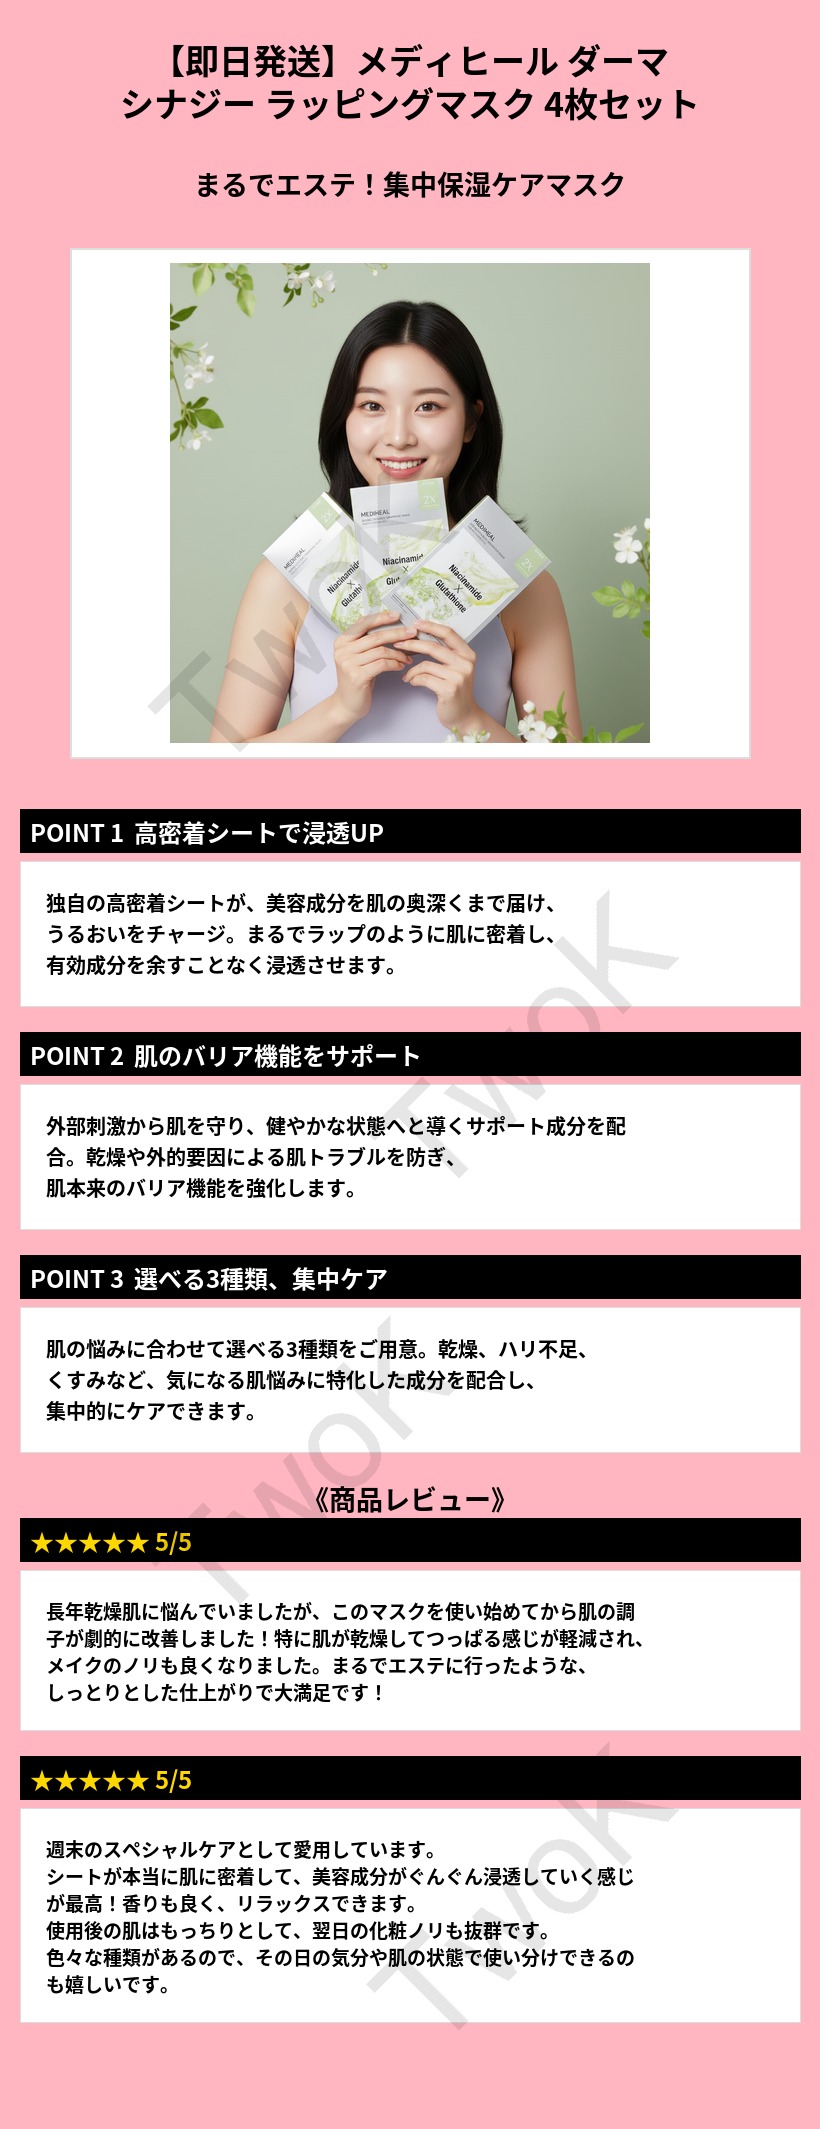 【即日発送】メディヒール ダーマ
シナジー ラッピングマスク 4枚セット
まるでエステ！集中保湿ケアマスク
2X
MEDIHEAL
Niacinamide
X
Glutathi
2X
MEDIHEAL
Niacinamid
X
Glut
2X
MEDIHEAL
Niacinamide
X
Glutathione
TwoK
POINT 1 高密着シートで浸透UP
独自の高密着シートが、美容成分を肌の奥深くまで届け、
うるおいをチャージ。まるでラップのように肌に密着し、
有効成分を余すことなく浸透させます。
TwoK
POINT 2 肌のバリア機能をサポート
外部刺激から肌を守り、健やかな状態へと導くサポート成分を配
合。乾燥や外的要因による肌トラブルを防ぎ、
肌本来のバリア機能を強化します。
POINT 3 選べる3種類、集中ケア
肌の悩みに合わせて選べる3種類をご用意。乾燥、ハリ不足、
くすみなど、気になる肌悩みに特化した成分を配合し、
集中的にケアできます。
TwoK
《商品レビュー》
★★★★★ 5/5
長年乾燥肌に悩んでいましたが、このマスクを使い始めてから肌の調
子が劇的に改善しました！特に肌が乾燥してつっぱる感じが軽減され、
メイクのノリも良くなりました。まるでエステに行ったような、
しっとりとした仕上がりで大満足です！
★★★★★ 5/5
週末のスペシャルケアとして愛用しています。
シートが本当に肌に密着して、美容成分がぐんぐん浸透していく感じ
が最高！香りも良く、リラックスできます。
使用後の肌はもっちりとして、翌日の化粧ノリも抜群です。
色々な種類があるので、その日の気分や肌の状態で使い分けできるの
も嬉しいです。
TwoK